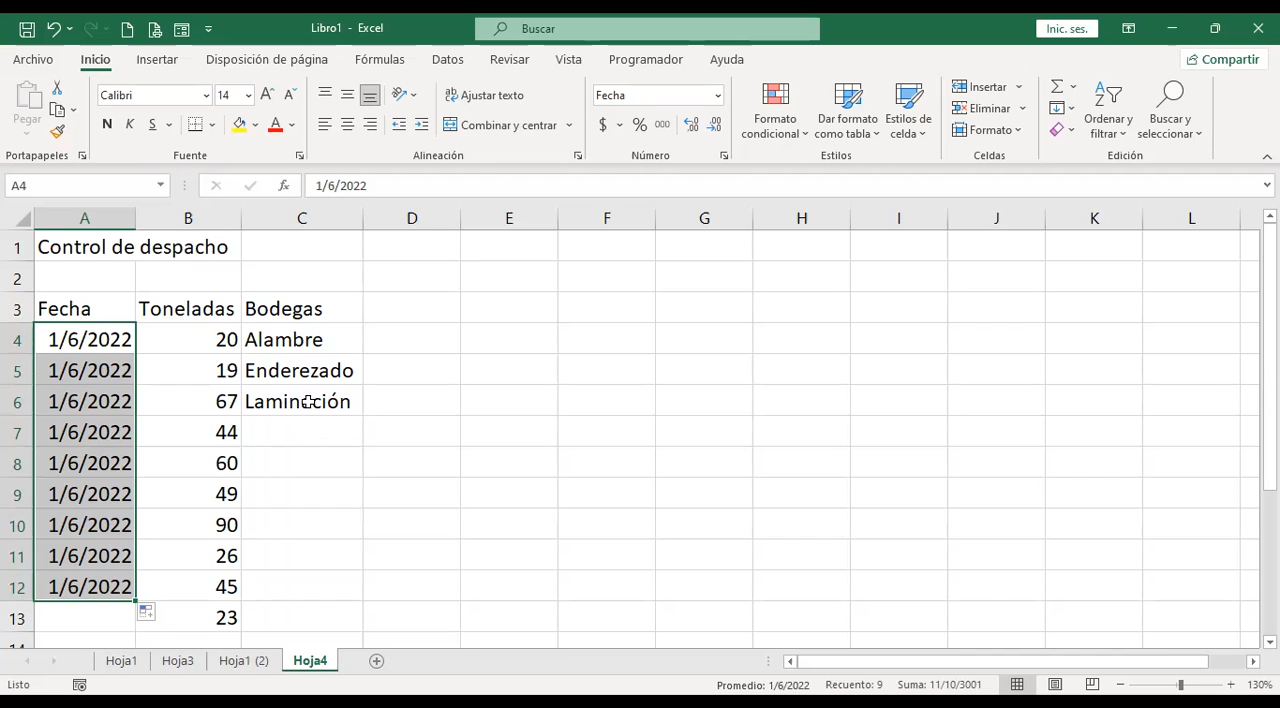 Libro1 - Excel
Buscar
Inic. ses.
Archivo Inicio Insertar Disposición de página Fórmulas Datos Revisar Vista Programador Ayuda
Compartir
Pegar
Calibri 14 A A
Ajustar texto
Fecha
N K S A
Combinar y centrar
$ % 000
Formato condicional
Dar formato como tabla
Estilos de celda
Insertar
Eliminar
Formato
Ordenar y filtrar
Buscar y seleccionar
Portapapeles Fuente Alineación Número Estilos Celdas Edición
A4 fx 1/6/2022
A B C D E F G H I J K L
1 Control de despacho
2
3 Fecha Toneladas Bodegas
4 1/6/2022 20 Alambre
5 1/6/2022 19 Enderezado
6 1/6/2022 67 Laminación
7 1/6/2022 44
8 1/6/2022 60
9 1/6/2022 49
10 1/6/2022 90
11 1/6/2022 26
12 1/6/2022 45
13 23
Hoja1 Hoja3 Hoja1 (2) Hoja4
Listo Promedio: 1/6/2022 Recuento: 9 Suma: 11/10/3001 130%